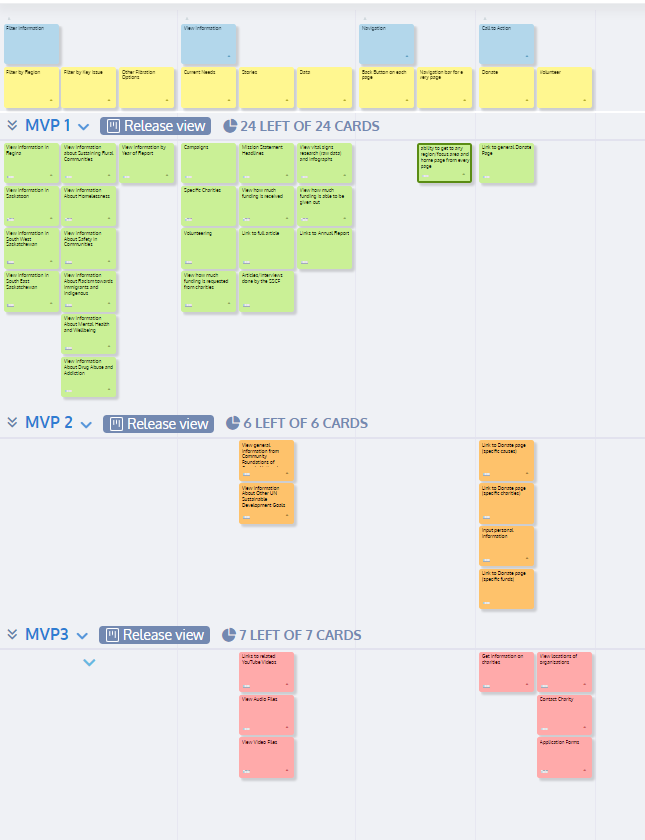 Filter Information
View Information
Navigation
Call to Action
Filter by Region
Filter by Key Issue
Other Filtration
Options
Current Needs
Stories
Data
Back Button on each
page
Navigation bar for e
very page
Donate
Volunteer
MVP 1
Release view
24 LEFT OF 24 CARDS
View Information in
Regina
View Information
about Sustaining Rural
Communities
View Information by
Year of Report
Campaigns
Mission Statement
Headlines
View vital signs
research (raw data)
and infographs
ability to get to any
region/focus area and
home page from every
page
Link to general Donate
Page
View Information in
Saskatoon
View Information
About Homelessness
Specific Charities
View how much
funding is received
View how much
funding is able to be
given out
View Information in
South West
Saskatchewan
View Information
About Safety in
Communities
Volunteering
Link to full article
Links to Annual Report
View Information in
South East
Saskatchewan
View Information
About Racism towards
Immigrants and
Indigenous
View how much
funding is requested
from charities
Articles/Interviews
done by the SSCF
View Information
About Mental Health
and Wellbeing
View Information
About Drug Abuse and
Addiction
MVP 2
Release view
6 LEFT OF 6 CARDS
View general
Information from
Community
Foundations of
Link to Donate page
(specific causes)
View Information
About Other UN
Sustainable
Development Goals
Link to Donate page
(specific charities)
Input personal
Information
Link to Donate page
(specific funds)
MVP3
Release view
7 LEFT OF 7 CARDS
Links to related
YouTube Videos
Get Information on
charities
View locations of
organizations
View Audio Files
Contact Charity
View Video Files
Application Forms